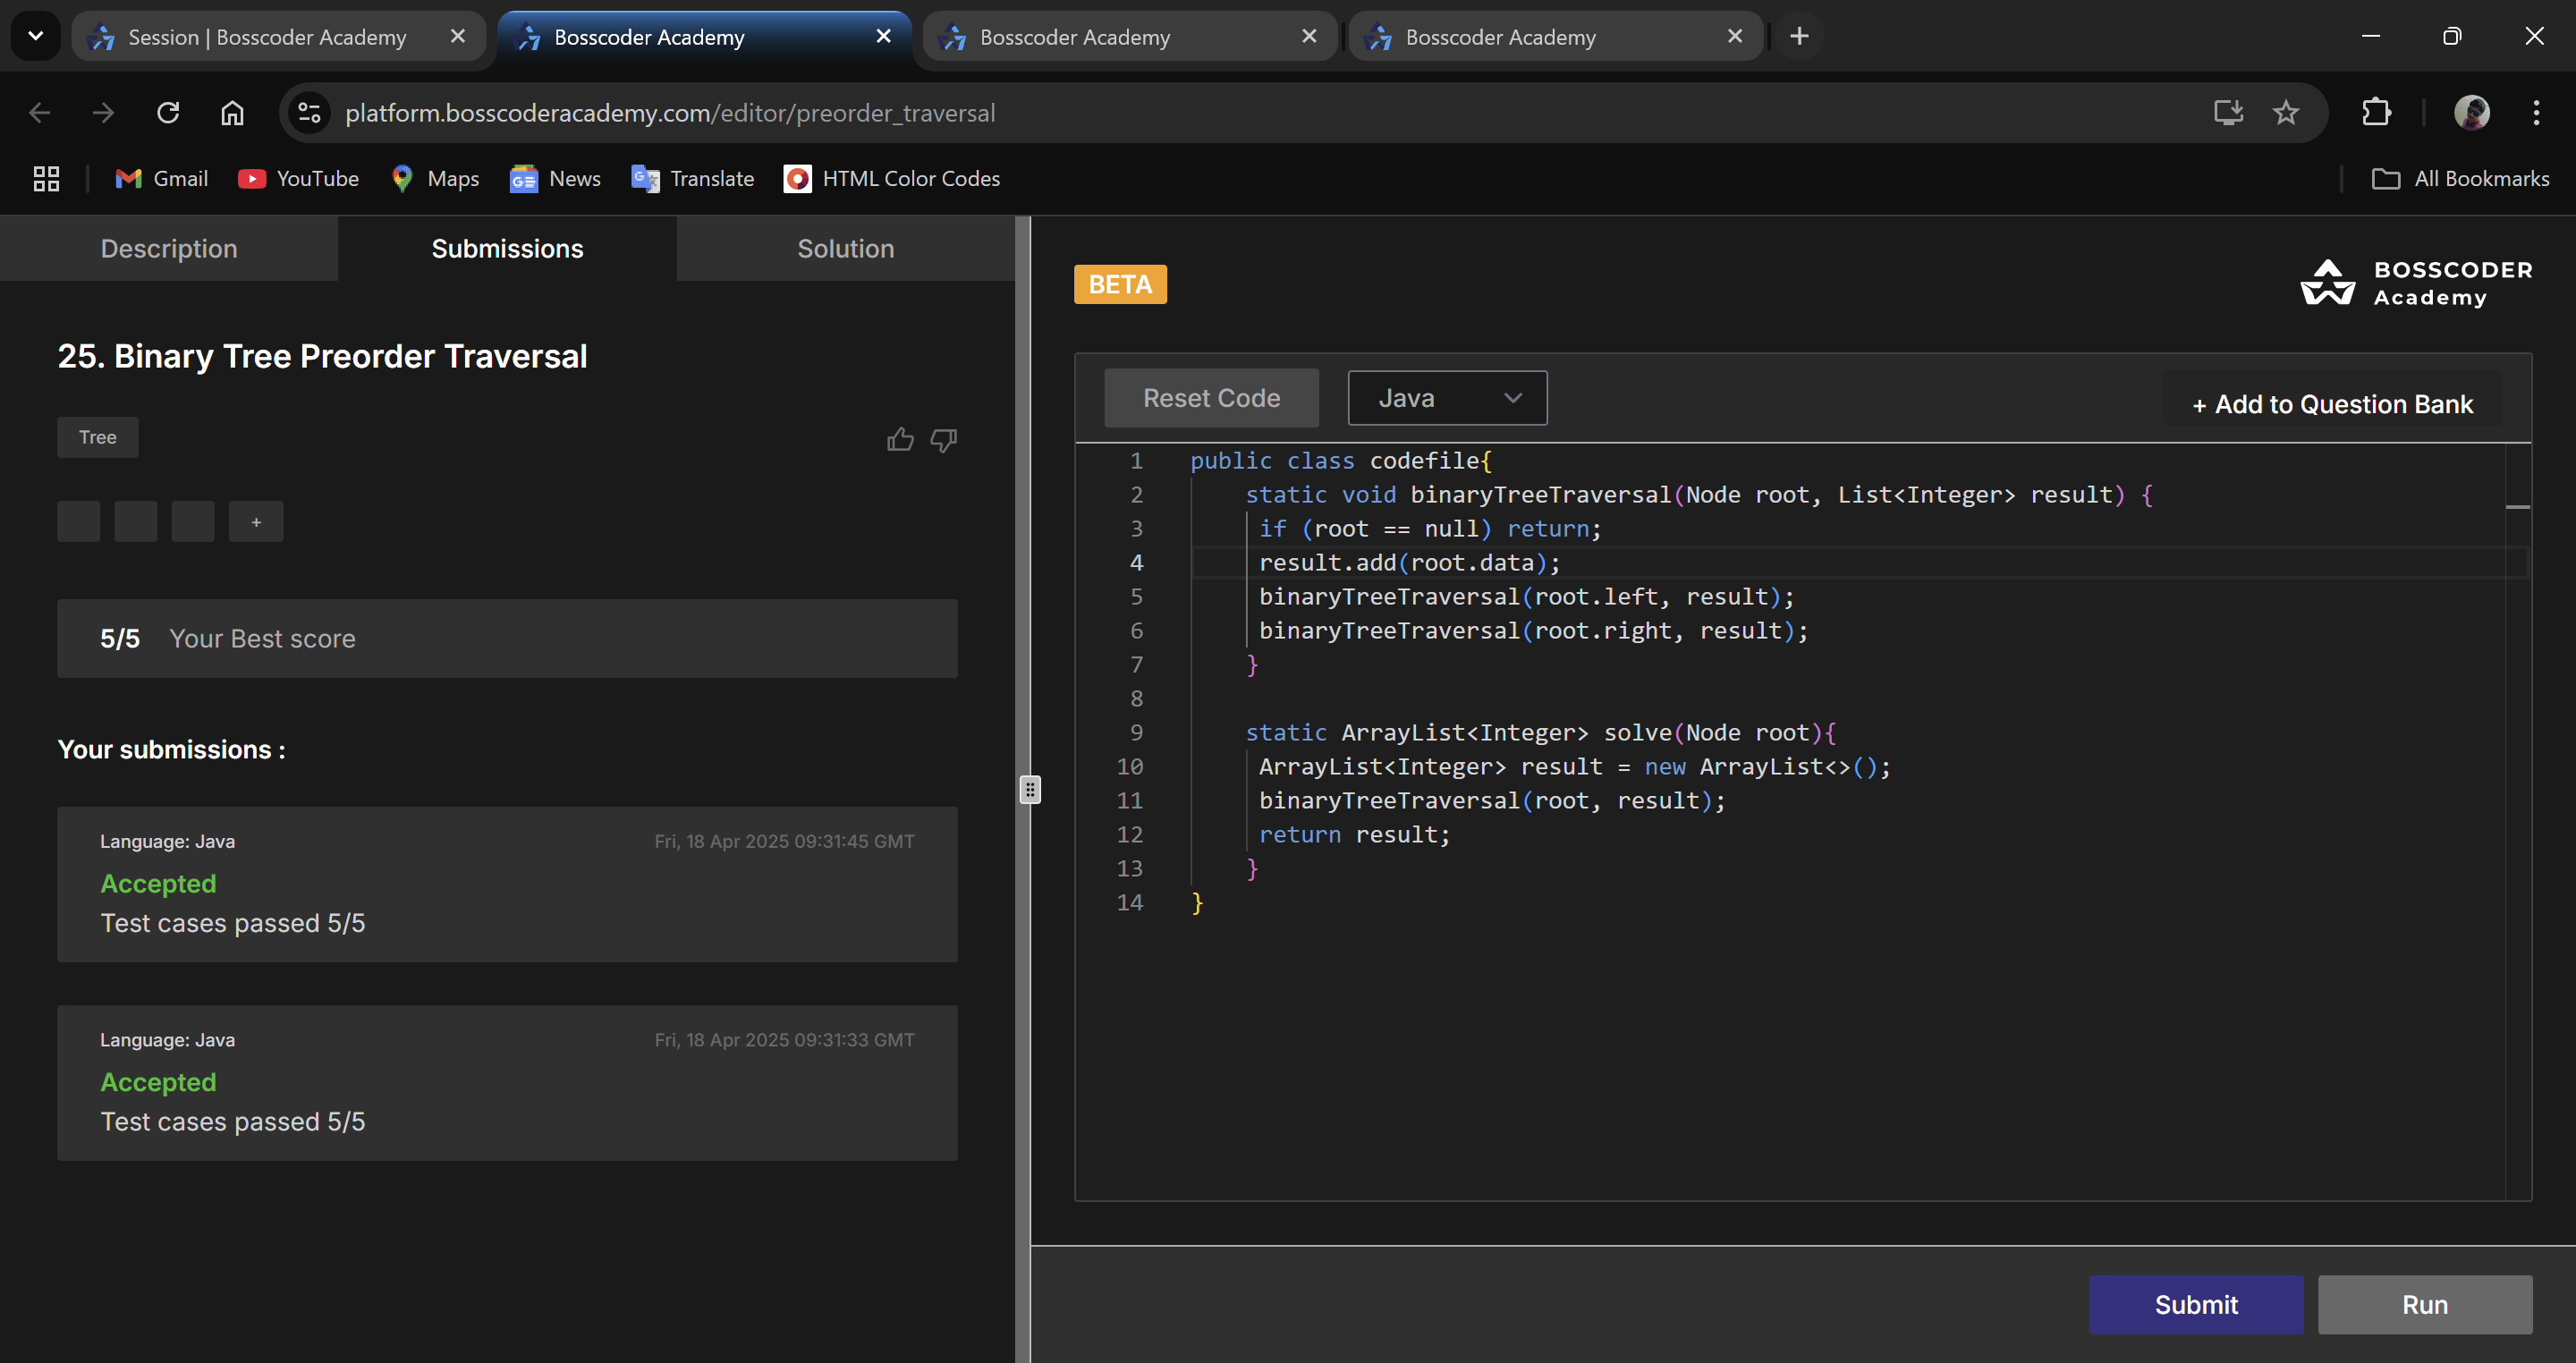 Session | Bosscoder Academy
Bosscoder Academy
Bosscoder Academy
Bosscoder Academy
platform.bosscoderacademy.com/editor/preorder_traversal
Gmail
YouTube
Maps
News
Translate
HTML Color Codes
All Bookmarks
Description
Submissions
Solution
25. Binary Tree Preorder Traversal
Tree
+
5/5 Your Best score
Your submissions :
Language: Java
Fri, 18 Apr 2025 09:31:45 GMT
Accepted
Test cases passed 5/5
Language: Java
Fri, 18 Apr 2025 09:31:33 GMT
Accepted
Test cases passed 5/5
BETA
BOSSCODER
Academy
Reset Code
Java
+ Add to Question Bank
1 public class codefile{
2 static void binaryTreeTraversal(Node root, List<Integer> result) {
3 if (root == null) return;
4 result.add(root.data);
5 binaryTreeTraversal(root.left, result);
6 binaryTreeTraversal(root.right, result);
7 }
8
9 static ArrayList<Integer> solve(Node root){
10 ArrayList<Integer> result = new ArrayList<>();
11 binaryTreeTraversal(root, result);
12 return result;
13 }
14 }
Submit
Run